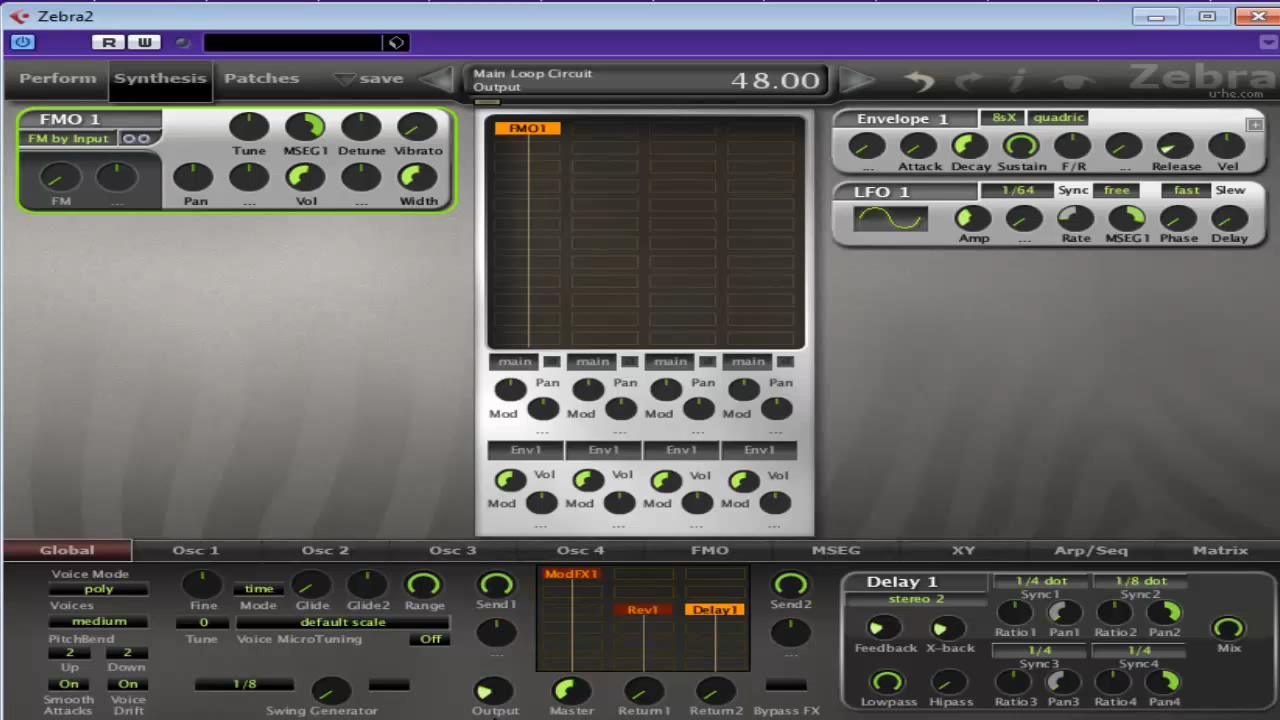 Zebra2
R W
Perform Synthesis Patches save
Main Loop Circuit
Output 48.00
Zebra
u-he.com
FMO 1
FM by Input
Tune MSEG1 Detune Vibrato
FM ... Pan ... Vol ... Width
FMO1
main main main main
Pan Pan Pan Pan
Mod Mod Mod Mod
... ... ... ...
Env1 Env1 Env1 Env1
Vol Vol Vol Vol
Mod Mod Mod Mod
... ... ... ...
Envelope 1 8sX quadric
... Attack Decay Sustain F/R ... Release Vel
LFO 1 1/64 Sync free fast Slew
Amp ... Rate MSEG1 Phase Delay
Global Osc 1 Osc 2 Osc 3 Osc 4 FMO MSEG XY Arp/Seq Matrix
Voice Mode
poly
Voices
medium
PitchBend
2 2
Up Down
On On
Smooth Attacks
Voice Drift
time
Fine Mode Glide Glide2 Range
0 default scale
Tune Voice MicroTuning Off
1/8
Swing Generator
Send1
...
Output
ModFX1
Rev1 Delay1
Master Return1 Return2 Bypass FX
Send2
...
Delay 1
stereo 2
Feedback X-back
Lowpass Hipass
1/4 dot 1/8 dot
Sync1 Sync2
Ratio1 Pan1 Ratio2 Pan2
1/4 1/4
Sync3 Sync4
Ratio3 Pan3 Ratio4 Pan4
Mix